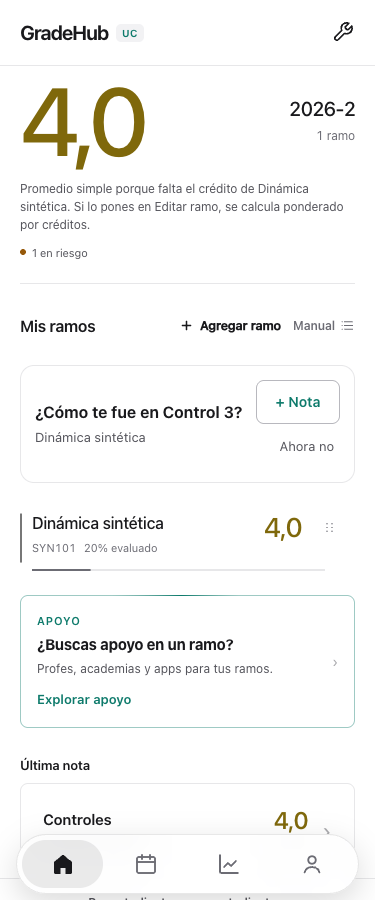 GradeHub UC
4,0
2026-2
1 ramo
Promedio simple porque falta el crédito de Dinámica
sintética. Si lo pones en Editar ramo, se calcula ponderado
por créditos.
1 en riesgo
Mis ramos
+ Agregar ramo
Manual
¿Cómo te fue en Control 3?
Dinámica sintética
+ Nota
Ahora no
Dinámica sintética
4,0
SYN101 20% evaluado
APOYO
¿Buscas apoyo en un ramo?
Profes, academias y apps para tus ramos.
Explorar apoyo
Última nota
Controles
4,0